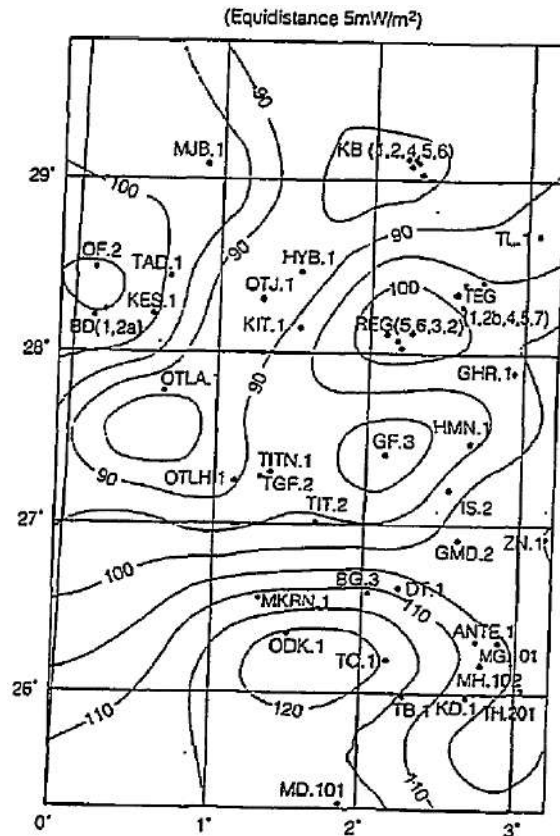 (Equidistance 5mW/m²)
90
MJB.1
KB (1,2,4,5,6)
29°
100
90
90
TL.1
OF.2
TAD.1
HYB.1
OTJ.1
100
TEG
(1,2b,4,5,7)
KES.1
BD(1,2a)
KIT.1
REG(5,6,3,2)
28°
OTLA.
90
GHR.1
HMN.1
GF.3
90
OTLH.1
TITN.1
TGF.2
TIT.2
IS.2
27°
ZN.1
GMD.2
100
BG.3
DT.1
MKRN.1
110
ANTE.1
ODK.1
MG.101
TC.1
MH.102
26°
110
120
TB.1
KD.1
TH.201
110
MD.101
0°
1°
2°
3°